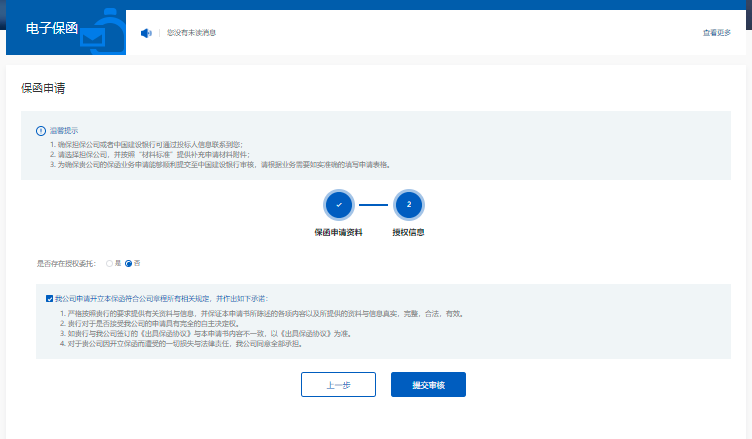 电子保函
您没有未读消息
查看更多
保函申请
温馨提示
1. 确保担保公司或者中国建设银行可通过投标人信息联系到您；
2. 请选择担保公司，并按照“材料标准”提供补充申请材料附件；
3. 为确保贵公司的保函业务申请能够顺利提交至中国建设银行审核，请根据业务需要如实准确的填写申请表格。
2
保函申请资料
授权信息
是否存在授权委托： 是 否
我公司申请开立本保函符合公司章程所有相关规定，并作出如下承诺：
1. 严格按照贵行的要求提供有关资料与信息，并保证本申请书所陈述的各项内容以及所提供的资料与信息真实，完整，合法，有效。
2. 贵行对于是否接受我公司的申请具有完全的自主决定权。
3. 如贵行与我公司签订的《出具保函协议》与本申请书内容不一致，以《出具保函协议》为准。
4. 对于贵公司因开立保函而遭受的一切损失与法律责任，我公司同意全部承担。
上一步
提交审核